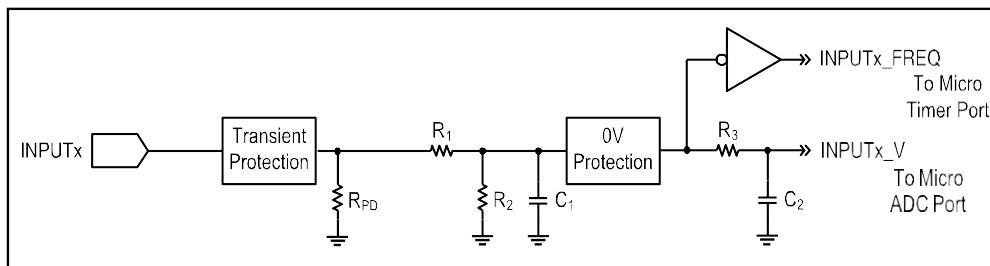 INPUTx
Transient
Protection
RPD
R1
R2
C1
0V
Protection
INPUTx_FREQ
To Micro
Timer Port
R3
C2
INPUTx_V
To Micro
ADC Port